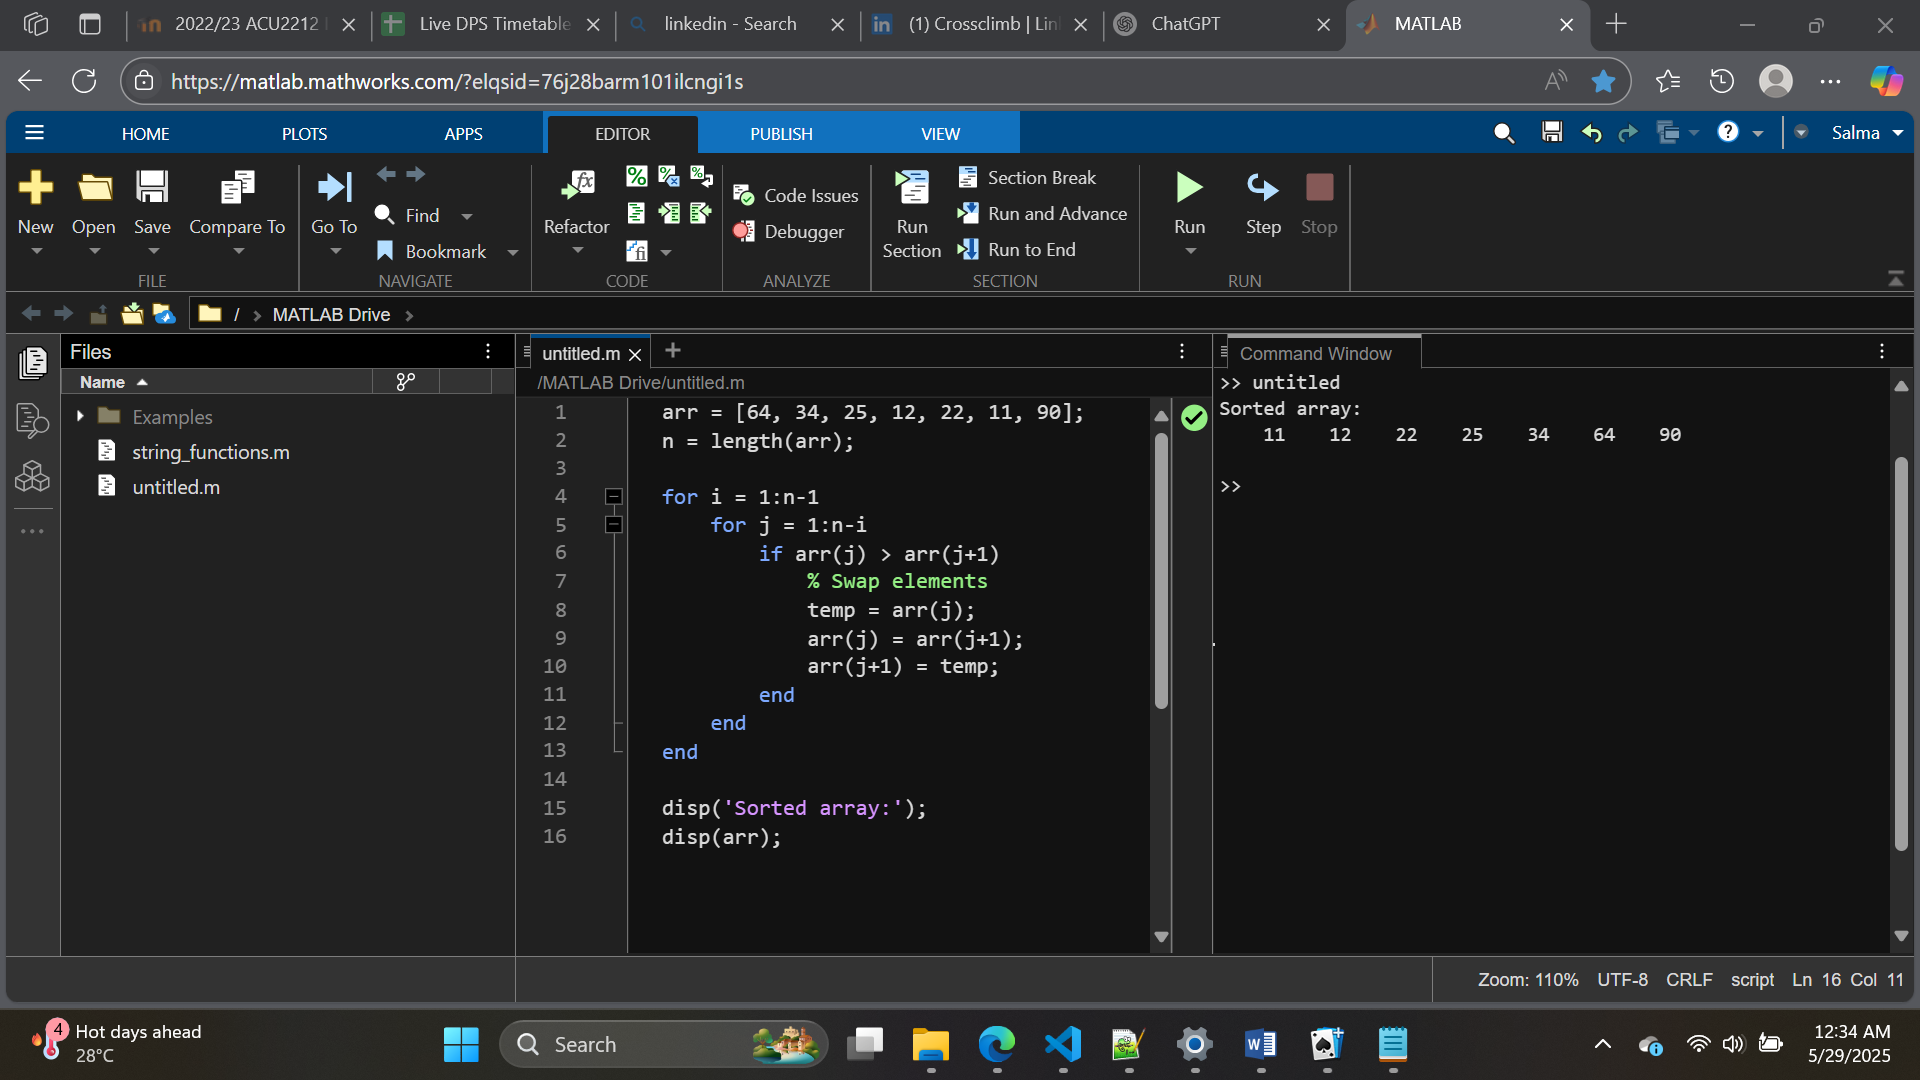 2022/23 ACU2212
Live DPS Timetable
linkedin - Search
(1) Crossclimb | Lin
ChatGPT
MATLAB
https://matlab.mathworks.com/?elqsid=76j28barm101ilcngi1s
HOME
PLOTS
APPS
EDITOR
PUBLISH
VIEW
Salma
New
Open
Save
Compare To
FILE
Go To
Find
Bookmark
NAVIGATE
Refactor
CODE
Code Issues
Debugger
ANALYZE
Run Section
Section Break
Run and Advance
Run to End
SECTION
Run
Step
Stop
RUN
/ > MATLAB Drive >
Files
Name
Examples
string_functions.m
untitled.m
untitled.m
/MATLAB Drive/untitled.m
1 arr = [64, 34, 25, 12, 22, 11, 90];
2 n = length(arr);
3
4 for i = 1:n-1
5     for j = 1:n-i
6         if arr(j) > arr(j+1)
7             % Swap elements
8             temp = arr(j);
9             arr(j) = arr(j+1);
10             arr(j+1) = temp;
11         end
12     end
13 end
14
15 disp('Sorted array:');
16 disp(arr);
Command Window
>> untitled
Sorted array:
11 12 22 25 34 64 90
>>
Zoom: 110% UTF-8 CRLF script Ln 16 Col 11
4
Hot days ahead
28°C
Search
12:34 AM
5/29/2025